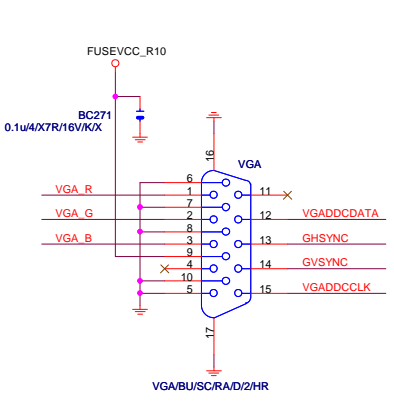 FUSEVCC_R10
BC271
0.1u/4/X7R/16V/K/X
16
VGA
6
VGA_R
1
11
7
VGA_G
2
12
VGADDCDATA
8
VGA_B
3
13
GHSYNC
9
4
14
GVSYNC
10
5
15
VGADDCCLK
17
VGA/BU/SC/RA/D/2/HR